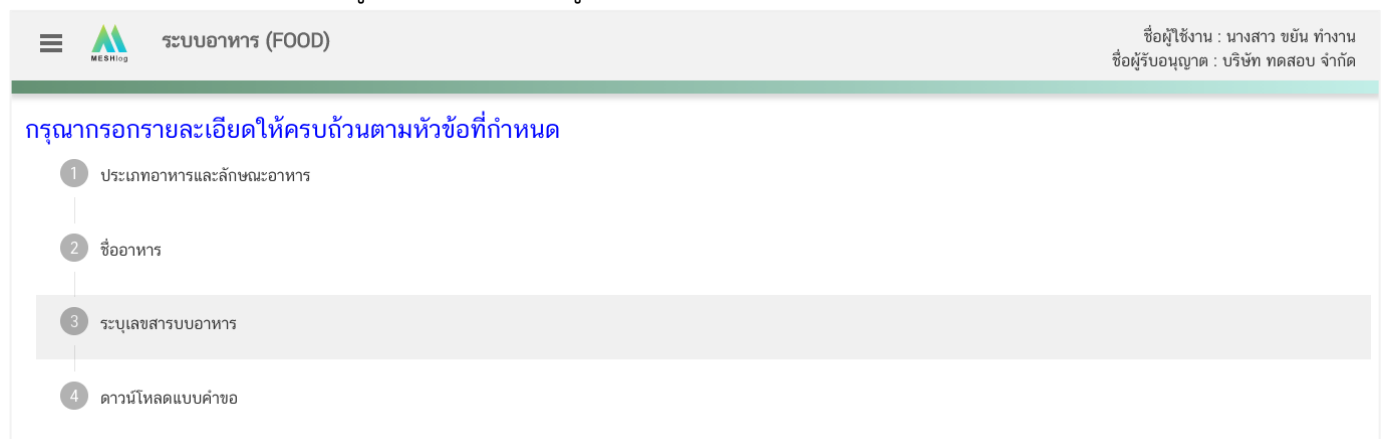 ระบบอาหาร (FOOD)
MESHlog
ชื่อผู้ใช้งาน : นางสาว ขยัน ทำงาน
ชื่อผู้รับอนุญาต : บริษัท ทดสอบ จำกัด
กรุณากรอกรายละเอียดให้ครบถ้วนตามหัวข้อที่กำหนด
1 ประเภทอาหารและลักษณะอาหาร
2 ชื่ออาหาร
3 ระบุเลขสารบบอาหาร
4 ดาวน์โหลดแบบคำขอ